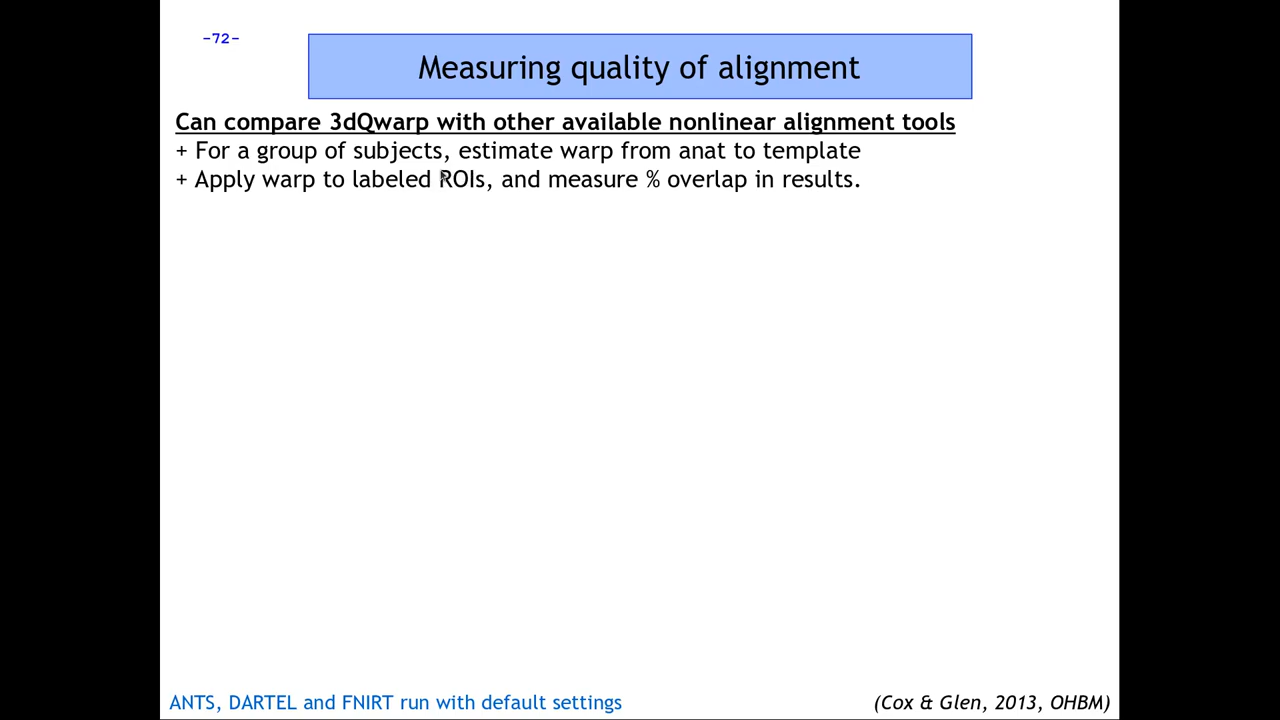 -72-
Measuring quality of alignment
Can compare 3dQwarp with other available nonlinear alignment tools
+ For a group of subjects, estimate warp from anat to template
+ Apply warp to labeled ROIs, and measure % overlap in results.
ANTS, DARTEL and FNIRT run with default settings
(Cox & Glen, 2013, OHBM)